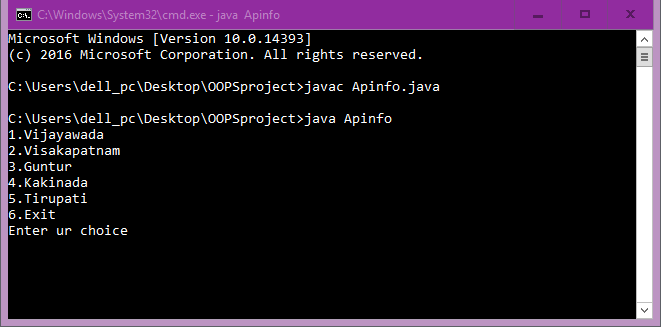 C:\Windows\System32\cmd.exe - java  Apinfo
Microsoft Windows [Version 10.0.14393]
(c) 2016 Microsoft Corporation. All rights reserved.
C:\Users\dell_pc\Desktop\OOPSproject>javac Apinfo.java
C:\Users\dell_pc\Desktop\OOPSproject>java Apinfo
1.Vijayawada
2.Visakapatnam
3.Guntur
4.Kakinada
5.Tirupati
6.Exit
Enter ur choice